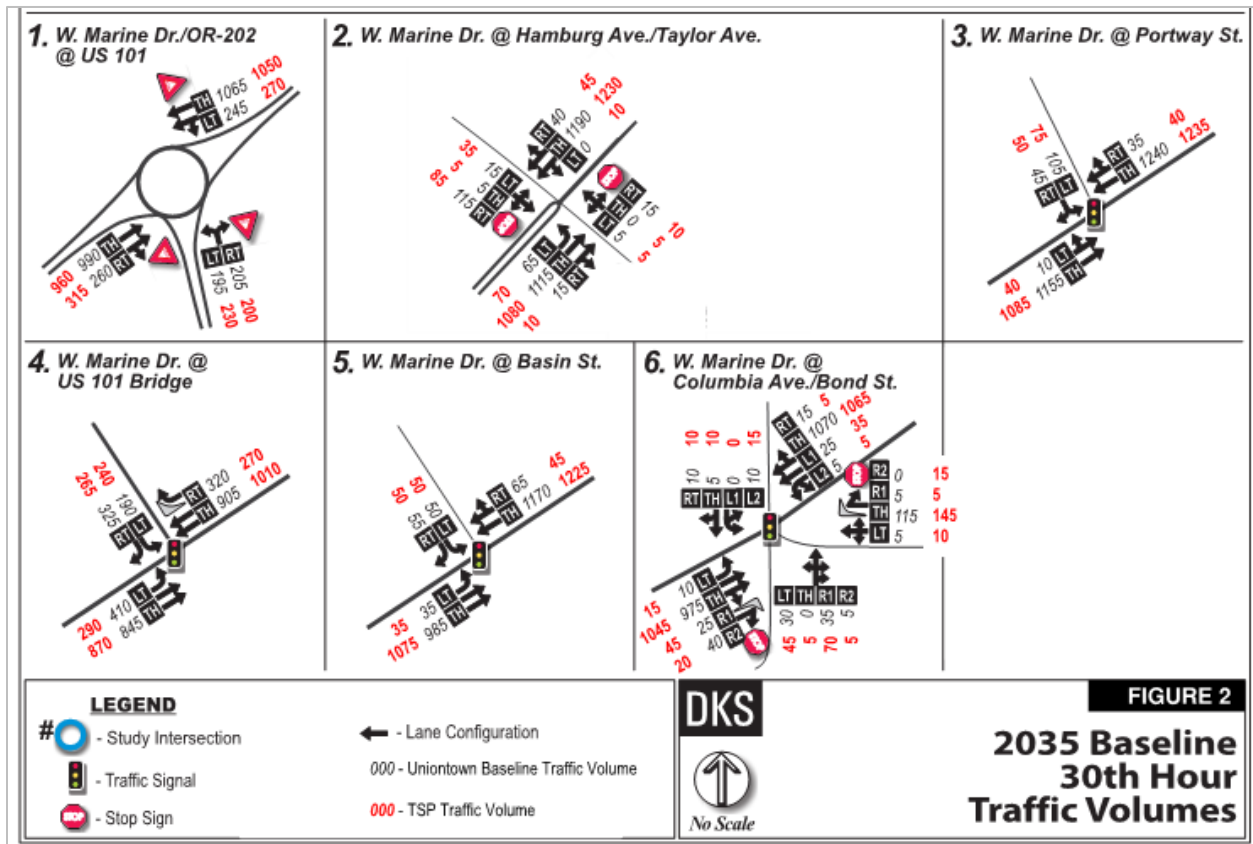 1. W. Marine Dr./OR-202
@ US 101
TH 1065 1050
LT 245 270
960 990 TH
315 260 RT
LT RT
195 205
230 200
2. W. Marine Dr. @ Hamburg Ave./Taylor Ave.
RT 40 45
TH 1190 1230
LT 0 10
35 15 LT
5 5 TH
85 115 RT
STOP
STOP
RT 15 10
TH 0 5
LT 5 5
70 65 LT
1080 1115 TH
10 15 RT
3. W. Marine Dr. @ Portway St.
75 105 LT
50 45 RT
RT 35 40
TH 1240 1235
40 10 LT
1085 1155 TH
4. W. Marine Dr. @
US 101 Bridge
240 190 LT
265 325 RT
RT 320 270
TH 905 1010
290 410 LT
870 845 TH
5. W. Marine Dr. @ Basin St.
50 50 LT
50 55 RT
RT 65 45
TH 1170 1225
35 35 LT
1075 985 TH
6. W. Marine Dr. @
Columbia Ave./Bond St.
10 10 0 15
10 5 0 10
RT TH L1 L2
RT 15 5
TH 1070 1065
L1 25 35
L2 5 5
STOP
R2 0 15
R1 5 5
TH 115 145
LT 5 10
15 10 LT
1045 975 TH
45 25 R1
20 40 R2
STOP
LT TH R1 R2
30 0 35 5
45 5 70 5
LEGEND
# - Study Intersection
- Traffic Signal
STOP - Stop Sign
- Lane Configuration
000 - Uniontown Baseline Traffic Volume
000 - TSP Traffic Volume
DKS
No Scale
FIGURE 2
2035 Baseline
30th Hour
Traffic Volumes